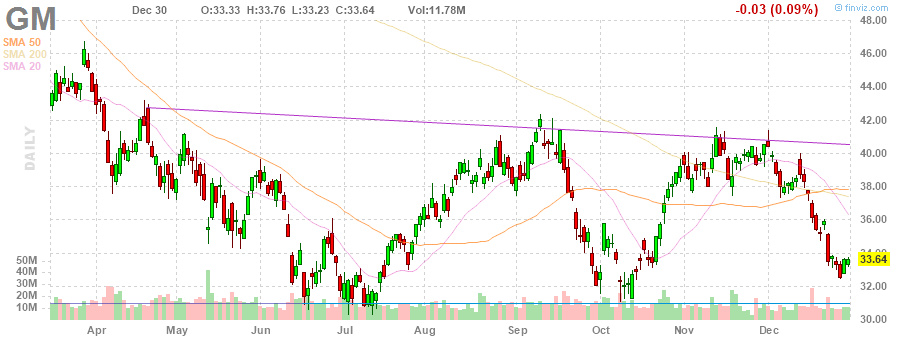 GM Dec 30 O:33.33 H:33.76 L:33.23 C:33.64 Vol:11.78M -0.03 (0.09%) © finviz.com
SMA 50
SMA 200
SMA 20
DAILY
48.00
46.00
44.00
42.00
40.00
38.00
36.00
34.00
33.64
32.00
30.00
50M
40M
30M
20M
10M
Apr May Jun Jul Aug Sep Oct Nov Dec